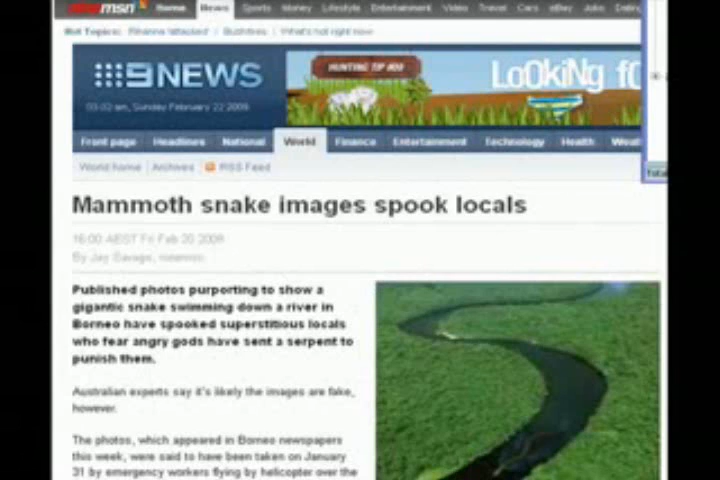 msn Home News Sports Money Lifestyle Entertainment Video Travel Cars eBay Jobs
Hot Topics: Rihanna 'attacked' | Bushfires | What's hot right now
9NEWS
HUNTING TIP
LoOKiNg FO
03:02 am, Sunday February 22 2009
Front page Headlines National World Finance Entertainment Technology Health
World home | Archives | RSS Feed
Mammoth snake images spook locals
16:00 AEST Fri Feb 20 2009
By Jay Savage, ninemsn
Published photos purporting to show a
gigantic snake swimming down a river in
Borneo have spooked superstitious locals
who fear angry gods have sent a serpent to
punish them.
Australian experts say it's likely the images are fake,
however.
The photos, which appeared in Borneo newspapers
this week, were said to have been taken on January
31 by emergency workers flying by helicopter over the